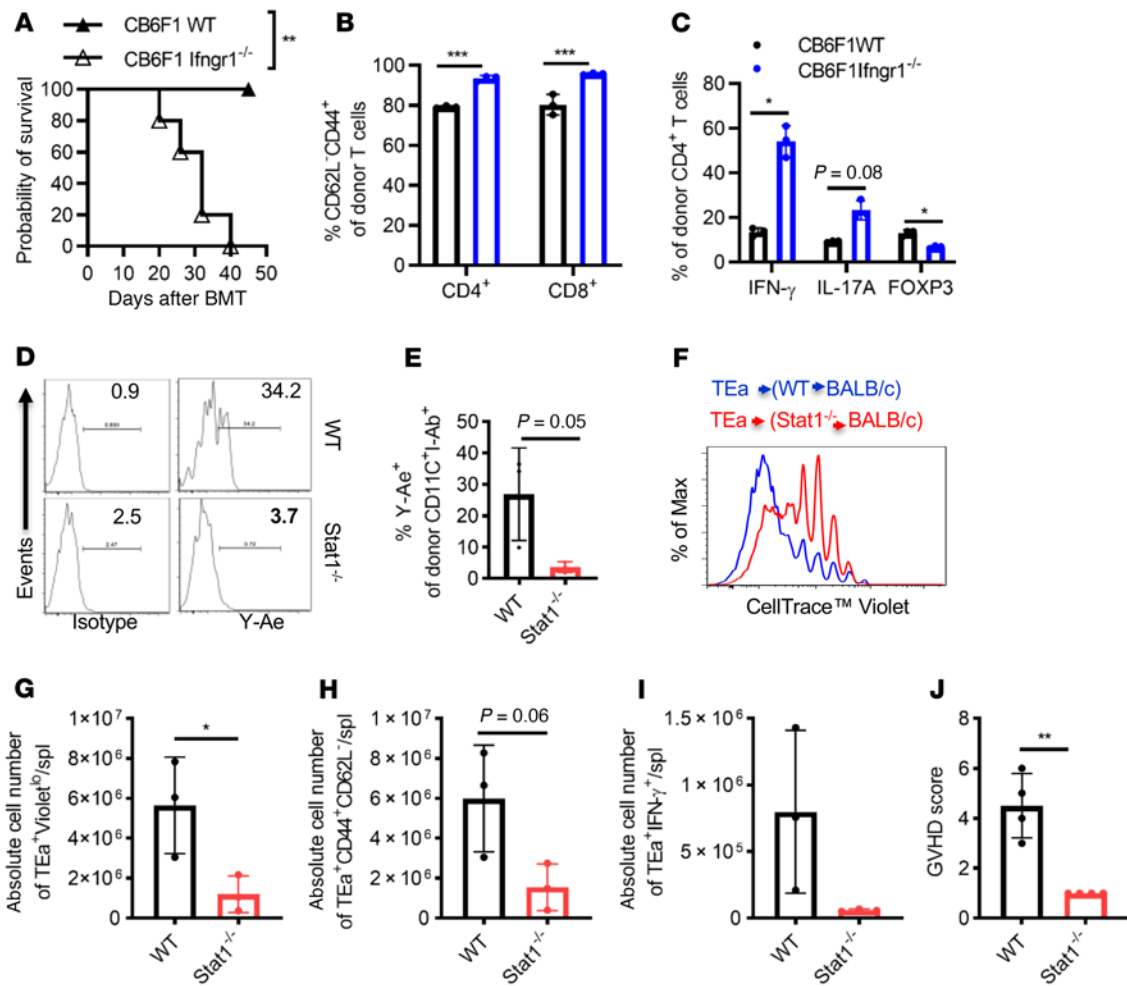 A
CB6F1 WT
CB6F1 Ifngr1-/-
**
Probability of survival
100
80
60
40
20
0
0 10 20 30 40 50
Days after BMT
B
% CD62L-CD44+
of donor T cells
100
80
60
40
20
0
***
***
CD4+
CD8+
C
CB6F1WT
CB6F1Ifngr1-/-
% of donor CD4+ T cells
80
60
40
20
0
*
P = 0.08
*
IFN-γ IL-17A FOXP3
D
Events
0.9
34.2
34.2
WT
2.5
3.7
2.47
Stat1-/-
Isotype
Y-Ae
E
% Y-Ae+
of donor CD11C+I-Ab+
50
40
30
20
10
0
P = 0.05
WT
Stat1-/-
F
TEa (WT BALB/c)
TEa (Stat1-/- BALB/c)
% of Max
CellTrace™ Violet
G
Absolute cell number
of TEa+Violetlo/spl
1×10⁷
8×10⁶
6×10⁶
4×10⁶
2×10⁶
0
*
WT
Stat1-/-
H
Absolute cell number
of TEa+CD44+CD62L-/spl
1×10⁷
8×10⁶
6×10⁶
4×10⁶
2×10⁶
0
P = 0.06
WT
Stat1-/-
I
Absolute cell number
of TEa+IFN-γ+/spl
1.5 × 10⁶
1×10⁶
5×10⁵
0
WT
Stat1-/-
J
GVHD score
8
6
4
2
0
**
WT
Stat1-/-